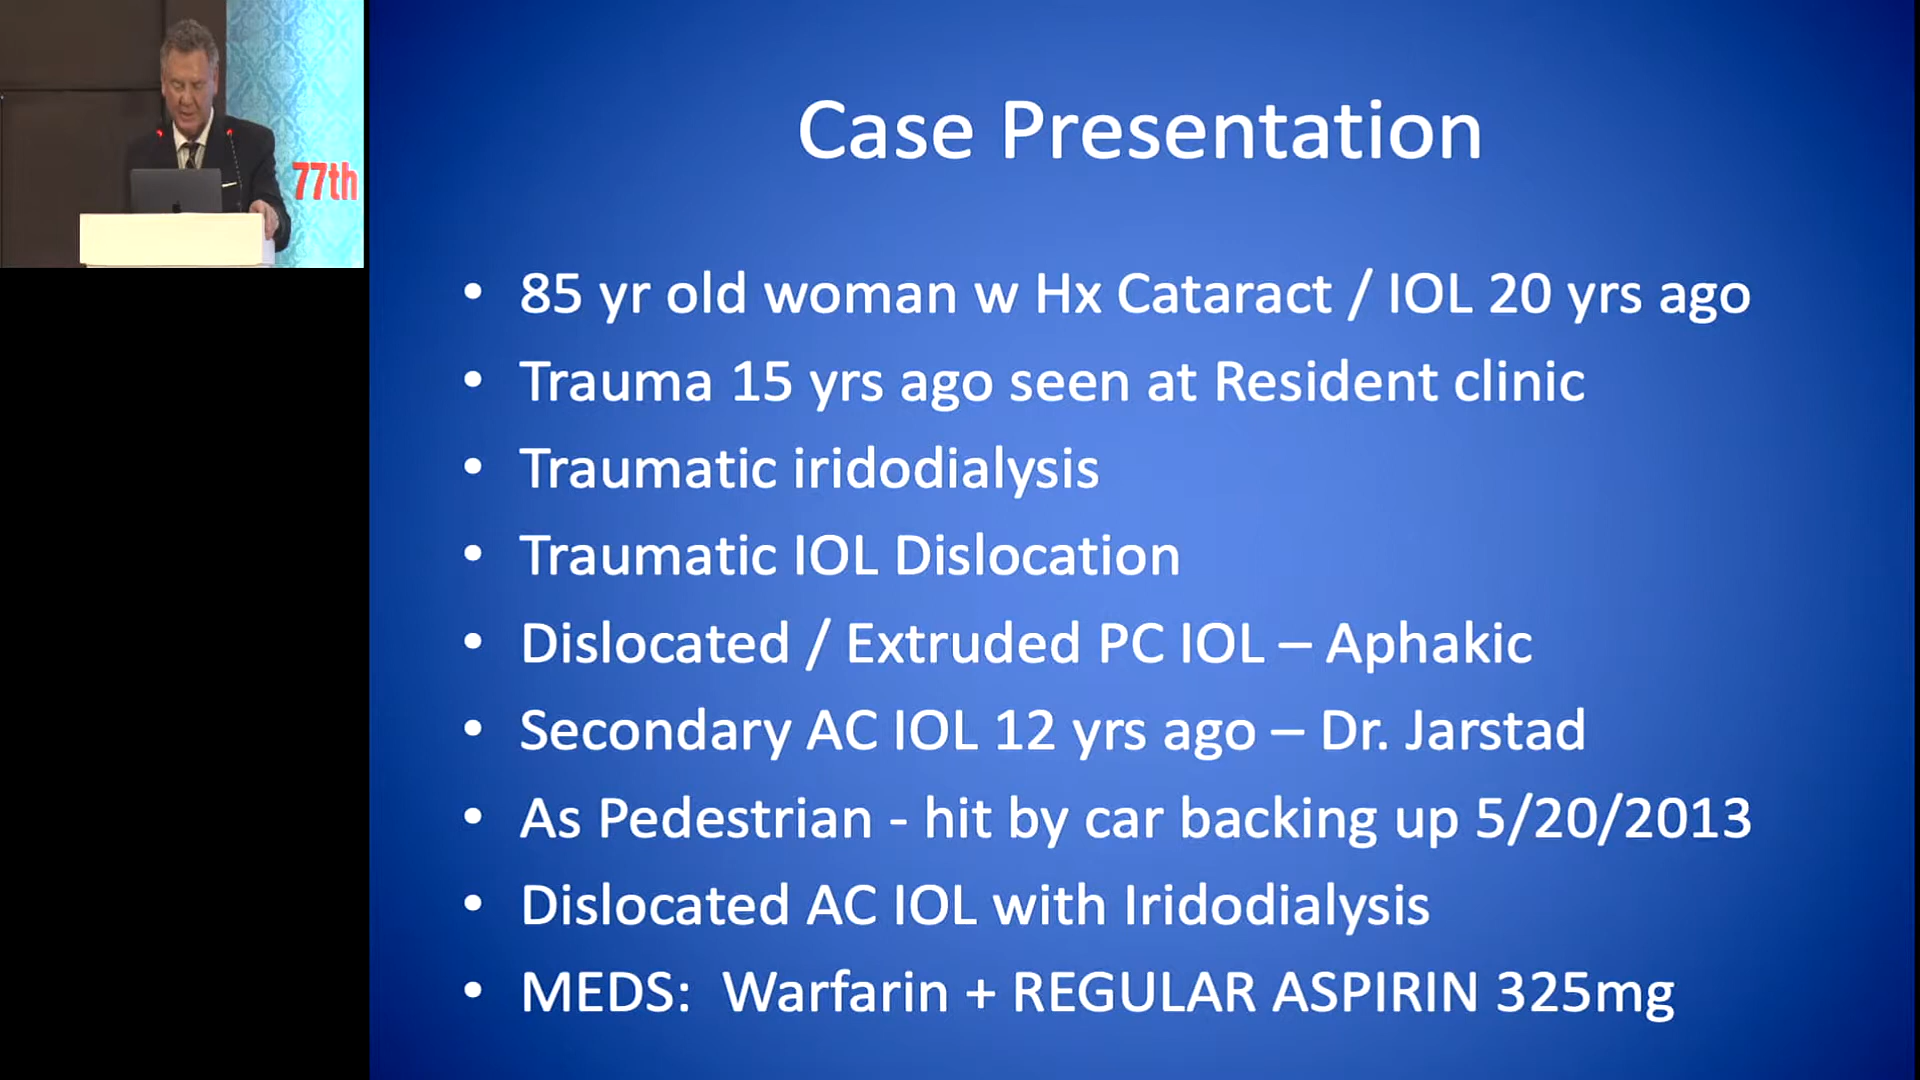 77th
Case Presentation
• 85 yr old woman w Hx Cataract / IOL 20 yrs ago
• Trauma 15 yrs ago seen at Resident clinic
• Traumatic iridodialysis
• Traumatic IOL Dislocation
• Dislocated / Extruded PC IOL – Aphakic
• Secondary AC IOL 12 yrs ago – Dr. Jarstad
• As Pedestrian - hit by car backing up 5/20/2013
• Dislocated AC IOL with Iridodialysis
• MEDS:  Warfarin + REGULAR ASPIRIN 325mg